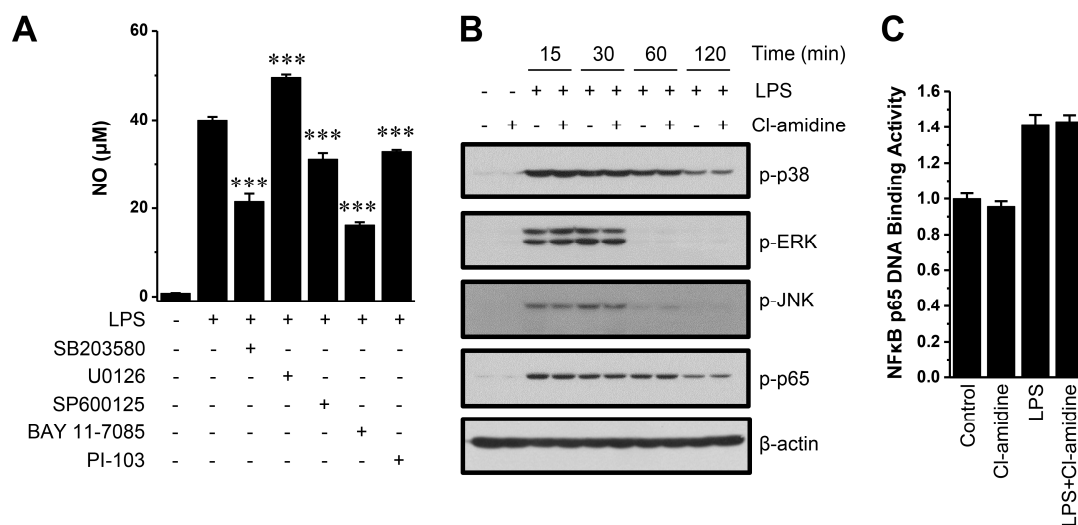 A
60
40
20
0
NO (µM)
***
***
***
***
***
LPS - + + + + + +
SB203580 - - + - - - -
U0126 - - - + - - -
SP600125 - - - - + - -
BAY 11-7085 - - - - - + -
PI-103 - - - - - - +
B
15 30 60 120 Time (min)
- - + + + + + + + + LPS
- + - + - + - + - + Cl-amidine
p-p38
p-ERK
p-JNK
p-p65
β-actin
C
NFκB p65 DNA Binding Activity
1.6
1.4
1.2
1.0
0.8
0.6
0.4
0.2
0.0
Control
Cl-amidine
LPS
LPS+Cl-amidine